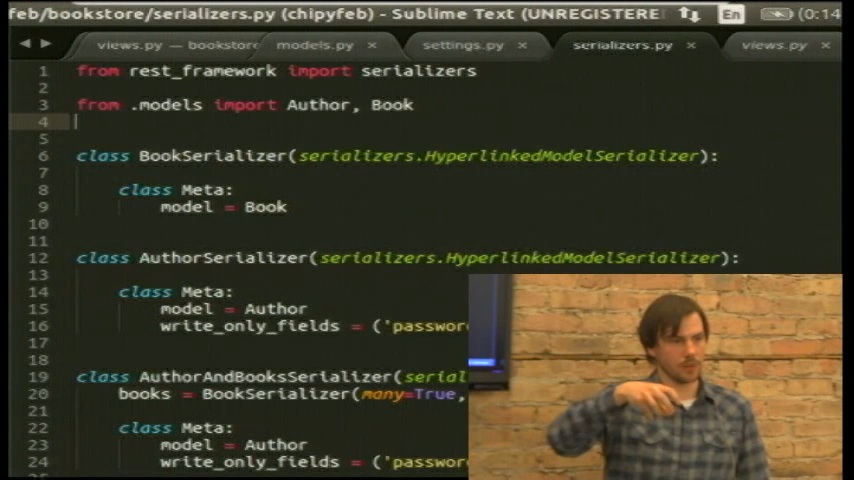 feb/bookstore/serializers.py (chipyfeb) - Sublime Text (UNREGISTERE En (0:14
views.py — bookstore models.py × settings.py × serializers.py × views.py ×
1 from rest_framework import serializers
2
3 from .models import Author, Book
4
5
6 class BookSerializer(serializers.HyperlinkedModelSerializer):
7
8 class Meta:
9 model = Book
10
11
12 class AuthorSerializer(serializers.HyperlinkedModelSerializer):
13
14 class Meta:
15 model = Author
16 write_only_fields = ('passwor
17
18
19 class AuthorAndBooksSerializer(serial
20 books = BookSerializer(many=True,
21
22 class Meta:
23 model = Author
24 write_only_fields = ('passwor